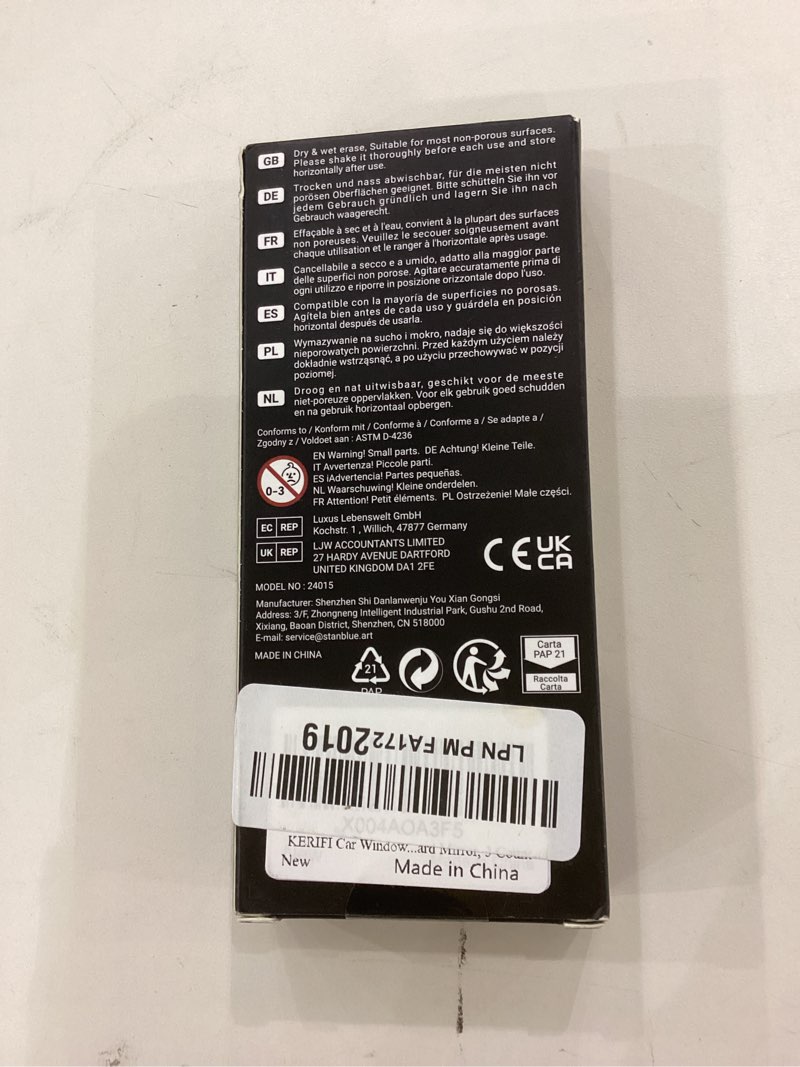 GB Dry & wet erase, Suitable for most non-porous surfaces.
Please shake it thoroughly before each use and store
horizontally after use.
DE Trocken und nass abwischbar, für die meisten nicht
porösen Oberflächen geeignet. Bitte schütteln Sie ihn vor
jedem Gebrauch gründlich und lagern Sie ihn nach
Gebrauch waagerecht.
FR Effaçable à sec et à l'eau, convient à la plupart des surfaces
non poreuses. Veuillez le secouer soigneusement avant
chaque utilisation et le ranger à l'horizontale après usage.
IT Cancellabile a secco e a umido, adatto alla maggior parte
delle superfici non porose. Agitare accuratamente prima di
ogni utilizzo e riporre in posizione orizzontale dopo l'uso.
ES Compatible con la mayoría de superficies no porosas.
Agítela bien antes de cada uso y guárdela en posición
horizontal después de usarla.
PL Wymazywanie na sucho i mokro, nadaje się do większości
nieporowatych powierzchni. Przed każdym użyciem należy
dokładnie wstrząsnąć, a po użyciu przechowywać w pozycji
poziomej.
NL Droog en nat uitwisbaar, geschikt voor de meeste
niet-poreuze oppervlakken. Voor elk gebruik goed schudden
en na gebruik horizontaal opbergen.
Conforms to / Konform mit / Conforme à / Conforme a / Se adapte a /
Zgodny z / Voldoet aan : ASTM D-4236
0-3
EN Warning! Small parts. DE Achtung! Kleine Teile.
IT Avvertenza! Piccole parti.
ES ¡Advertencia! Partes pequeñas.
NL Waarschuwing! Kleine onderdelen.
FR Attention! Petit éléments. PL Ostrzeżenie! Małe części.
EC REP Luxus Lebenswelt GmbH
Kochstr. 1 , Willich, 47877 Germany
UK REP LJW ACCOUNTANTS LIMITED
27 HARDY AVENUE DARTFORD
UNITED KINGDOM DA1 2FE
CE UK
CA
MODEL NO : 24015
Manufacturer: Shenzhen Shi Danlanwenju You Xian Gongsi
Address: 3/F, Zhongneng Intelligent Industrial Park, Gushu 2nd Road,
Xixiang, Baoan District, Shenzhen, CN 518000
E-mail: service@stanblue.art
MADE IN CHINA
21
PAP
Carta
PAP 21
Raccolta
Carta
LPN PM FA1722019
X004AOA3F5
KERIFI Car Window...ard Mirror, 3 Count
New
Made in China